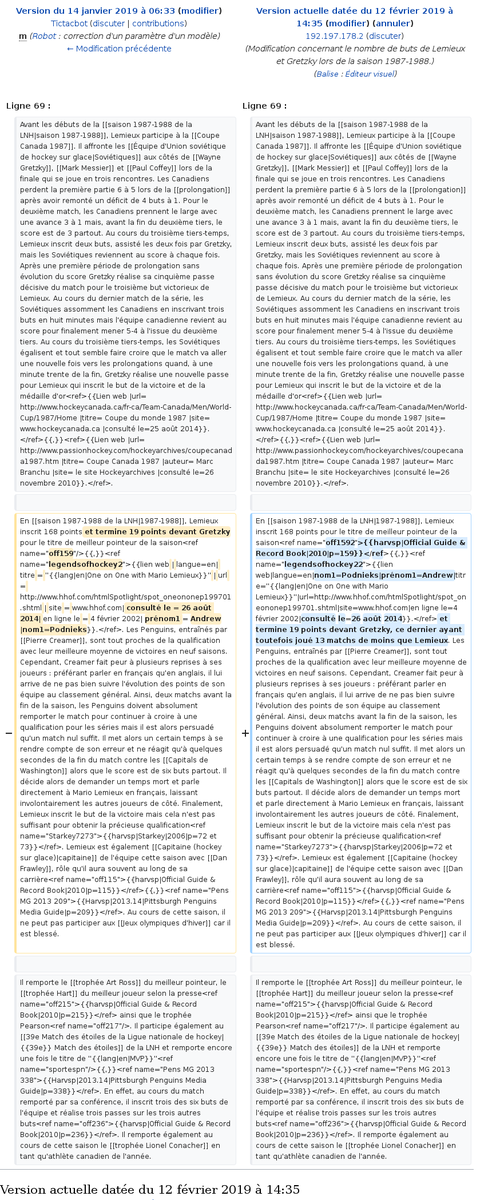 Version du 14 janvier 2019 à 06:33 (modifier)
Tictacbot (discuter | contributions)
m (Robot : correction d'un paramètre d'un modèle)
← Modification précédente
Version actuelle datée du 12 février 2019 à
14:35 (modifier) (annuler)
192.197.178.2 (discuter)
(Modification concernant le nombre de buts de Lemieux
et Gretzky lors de la saison 1987-1988.)
(Balise : Éditeur visuel)
Ligne 69 :
Avant les débuts de la [[saison 1987-1988 de la
LNH|saison 1987-1988]], Lemieux participe à la [[Coupe
Canada 1987]]. Il affronte les [[Équipe d'Union soviétique
de hockey sur glace|Soviétiques]] aux côtés de [[Wayne
Gretzky]], [[Mark Messier]] et [[Paul Coffey]] lors de la
finale qui se joue en trois rencontres. Les Canadiens
perdent la première partie 6 à 5 lors de la [[prolongation]]
après avoir remonté un déficit de 4 buts à 1. Pour le
deuxième match, les Canadiens prennent le large avec
une avance 3 à 1 mais, avant la fin du deuxième tiers, le
score est de 3 partout. Au cours du troisième tiers-temps,
Lemieux inscrit deux buts, assisté les deux fois par Gretzky,
mais les Soviétiques reviennent au score à chaque fois.
Après une première période de prolongation sans
évolution du score Gretzky réalise sa cinquième passe
décisive du match pour le troisième but victorieux de
Lemieux. Au cours du dernier match de la série, les
Soviétiques assomment les Canadiens en inscrivant trois
buts en huit minutes mais l'équipe canadienne revient au
score pour finalement mener 5-4 à l'issue du deuxième
tiers. Au cours du troisième tiers-temps, les Soviétiques
égalisent et tout semble faire croire que le match va aller
une nouvelle fois vers les prolongations quand, à une
minute trente de la fin, Gretzky réalise une nouvelle passe
pour Lemieux qui inscrit le but de la victoire et de la
médaille d'or<ref>{{Lien web |url=
http://www.hockeycanada.ca/fr-ca/Team-Canada/Men/World-
Cup/1987/Home |titre= Coupe du monde 1987 |site=
www.hockeycanada.ca |consulté le=25 août 2014}}.
</ref>{{,}}<ref>{{Lien web |url=
http://www.passionhockey.com/hockeyarchives/coupecanad
a1987.htm |titre= Coupe Canada 1987 |auteur= Marc
Branchu |site= le site Hockeyarchives |consulté le=26
novembre 2010}}.</ref>.
En [[saison 1987-1988 de la LNH|1987-1988]], Lemieux
inscrit 168 points et termine 19 points devant Gretzky
pour le titre de meilleur pointeur de la saison<ref
name="off159"/>{{,}}<ref
name="legendsofhockey2">{{lien web | langue=en|
titre = ''{{lang|en|One on One with Mario Lemieux}}'' | url
=
http://www.hhof.com/htmlSpotlight/spot_oneononep199701
.shtml | site = www.hhof.com| consulté le = 26 août
2014| en ligne le = 4 février 2002| prénom1 = Andrew
|nom1=Podnieks}}.</ref>. Les Penguins, entraînés par
[[Pierre Creamer]], sont tout proches de la qualification
avec leur meilleure moyenne de victoires en neuf saisons.
Cependant, Creamer fait peur à plusieurs reprises à ses
joueurs : préférant parler en français qu'en anglais, il lui
arrive de ne pas bien suivre l'évolution des points de son
équipe au classement général. Ainsi, deux matchs avant la
fin de la saison, les Penguins doivent absolument
remporter le match pour continuer à croire à une
qualification pour les séries mais il est alors persuadé
qu'un match nul suffit. Il met alors un certain temps à se
rendre compte de son erreur et ne réagit qu'à quelques
secondes de la fin du match contre les [[Capitals de
Washington]] alors que le score est de six buts partout. Il
décide alors de demander un temps mort et parle
directement à Mario Lemieux en français, laissant
involontairement les autres joueurs de côté. Finalement,
Lemieux inscrit le but de la victoire mais cela n'est pas
suffisant pour obtenir la précieuse qualification<ref
name="Starkey7273">{{harvsp|Starkey|2006|p=72 et
73}}</ref>. Lemieux est également [[Capitaine (hockey
sur glace)|capitaine]] de l'équipe cette saison avec [[Dan
Frawley]], rôle qu'il aura souvent au long de sa
carrière<ref name="off115">{{harvsp|Official Guide &
Record Book|2010|p=115}}</ref>{{,}}<ref name="Pens
MG 2013 209">{{harvsp|2013.14|Pittsburgh Penguins
Media Guide|p=209}}</ref>. Au cours de cette saison, il
ne peut pas participer aux [[Jeux olympiques d'hiver]] car il
est blessé.
Il remporte le [[trophée Art Ross]] du meilleur pointeur, le
[[trophée Hart]] du meilleur joueur selon la presse<ref
name="off215">{{harvsp|Official Guide & Record
Book|2010|p=215}}</ref> ainsi que le trophée
Pearson<ref name="off217"/>. Il participe également au
[[39e Match des étoiles de la Ligue nationale de hockey|
{{39e}} Match des étoiles]] de la LNH et remporte encore
une fois le titre de ''{{lang|en|MVP}}''<ref
name="sportespn"/>{{,}}<ref name="Pens MG 2013
338">{{Harvsp|2013.14|Pittsburgh Penguins Media
Guide|p=338}}</ref>. En effet, au cours du match
remporté par sa conférence, il inscrit trois des six buts de
l'équipe et réalise trois passes sur les trois autres
buts<ref name="off236">{{harvsp|Official Guide & Record
Book|2010|p=236}}</ref>. Il remporte également au
cours de cette saison le [[trophée Lionel Conacher]] en
tant qu'athlète canadien de l'année.
Ligne 69 :
Avant les débuts de la [[saison 1987-1988 de la
LNH|saison 1987-1988]], Lemieux participe à la [[Coupe
Canada 1987]]. Il affronte les [[Équipe d'Union soviétique
de hockey sur glace|Soviétiques]] aux côtés de [[Wayne
Gretzky]], [[Mark Messier]] et [[Paul Coffey]] lors de la
finale qui se joue en trois rencontres. Les Canadiens
perdent la première partie 6 à 5 lors de la [[prolongation]]
après avoir remonté un déficit de 4 buts à 1. Pour le
deuxième match, les Canadiens prennent le large avec
une avance 3 à 1 mais, avant la fin du deuxième tiers, le
score est de 3 partout. Au cours du troisième tiers-temps,
Lemieux inscrit deux buts, assisté les deux fois par Gretzky,
mais les Soviétiques reviennent au score à chaque fois.
Après une première période de prolongation sans
évolution du score Gretzky réalise sa cinquième passe
décisive du match pour le troisième but victorieux de
Lemieux. Au cours du dernier match de la série, les
Soviétiques assomment les Canadiens en inscrivant trois
buts en huit minutes mais l'équipe canadienne revient au
score pour finalement mener 5-4 à l'issue du deuxième
tiers. Au cours du troisième tiers-temps, les Soviétiques
égalisent et tout semble faire croire que le match va aller
une nouvelle fois vers les prolongations quand, à une
minute trente de la fin, Gretzky réalise une nouvelle passe
pour Lemieux qui inscrit le but de la victoire et de la
médaille d'or<ref>{{Lien web |url=
http://www.hockeycanada.ca/fr-ca/Team-Canada/Men/World-
Cup/1987/Home |titre= Coupe du monde 1987 |site=
www.hockeycanada.ca |consulté le=25 août 2014}}.
</ref>{{,}}<ref>{{Lien web |url=
http://www.passionhockey.com/hockeyarchives/coupecana
da1987.htm |titre= Coupe Canada 1987 |auteur= Marc
Branchu |site= le site Hockeyarchives |consulté le=26
novembre 2010}}.</ref>.
En [[saison 1987-1988 de la LNH|1987-1988]], Lemieux
inscrit 168 points pour le titre de meilleur pointeur de la
saison<ref name="off1592">{{harvsp|Official Guide &
Record Book|2010|p=159}}</ref>{{,}}<ref
name="legendsofhockey22">{{lien
web|langue=en|nom1=Podnieks|prénom1=Andrew|titr
e=''{{lang|en|One on One with Mario
Lemieux}}''|url=http://www.hhof.com/htmlSpotlight/spot_one
ononep199701.shtml|site=www.hhof.com|en ligne le=4
février 2002|consulté le=26 août 2014}}.</ref> et
termine 19 points devant Gretzky, ce dernier ayant
toutefois joué 13 matchs de moins que Lemieux. Les
Penguins, entraînés par [[Pierre Creamer]], sont tout
proches de la qualification avec leur meilleure moyenne de
victoires en neuf saisons. Cependant, Creamer fait peur à
plusieurs reprises à ses joueurs : préférant parler en
français qu'en anglais, il lui arrive de ne pas bien suivre
l'évolution des points de son équipe au classement
général. Ainsi, deux matchs avant la fin de la saison, les
Penguins doivent absolument remporter le match pour
continuer à croire à une qualification pour les séries mais
il est alors persuadé qu'un match nul suffit. Il met alors un
certain temps à se rendre compte de son erreur et ne
réagit qu'à quelques secondes de la fin du match contre
les [[Capitals de Washington]] alors que le score est de six
buts partout. Il décide alors de demander un temps mort
et parle directement à Mario Lemieux en français, laissant
involontairement les autres joueurs de côté. Finalement,
Lemieux inscrit le but de la victoire mais cela n'est pas
suffisant pour obtenir la précieuse qualification<ref
name="Starkey7273">{{harvsp|Starkey|2006|p=72 et
73}}</ref>. Lemieux est également [[Capitaine (hockey
sur glace)|capitaine]] de l'équipe cette saison avec [[Dan
Frawley]], rôle qu'il aura souvent au long de sa
carrière<ref name="off115">{{harvsp|Official Guide &
Record Book|2010|p=115}}</ref>{{,}}<ref name="Pens
MG 2013 209">{{harvsp|2013.14|Pittsburgh Penguins
Media Guide|p=209}}</ref>. Au cours de cette saison, il
ne peut pas participer aux [[Jeux olympiques d'hiver]] car il
est blessé.
Il remporte le [[trophée Art Ross]] du meilleur pointeur, le
[[trophée Hart]] du meilleur joueur selon la presse<ref
name="off215">{{harvsp|Official Guide & Record
Book|2010|p=215}}</ref> ainsi que le trophée
Pearson<ref name="off217"/>. Il participe également au
[[39e Match des étoiles de la Ligue nationale de hockey|
{{39e}} Match des étoiles]] de la LNH et remporte
encore une fois le titre de ''{{lang|en|MVP}}''<ref
name="sportespn"/>{{,}}<ref name="Pens MG 2013
338">{{Harvsp|2013.14|Pittsburgh Penguins Media
Guide|p=338}}</ref>. En effet, au cours du match
remporté par sa conférence, il inscrit trois des six buts de
l'équipe et réalise trois passes sur les trois autres
buts<ref name="off236">{{harvsp|Official Guide & Record
Book|2010|p=236}}</ref>. Il remporte également au
cours de cette saison le [[trophée Lionel Conacher]] en
tant qu'athlète canadien de l'année.
Version actuelle datée du 12 février 2019 à 14:35